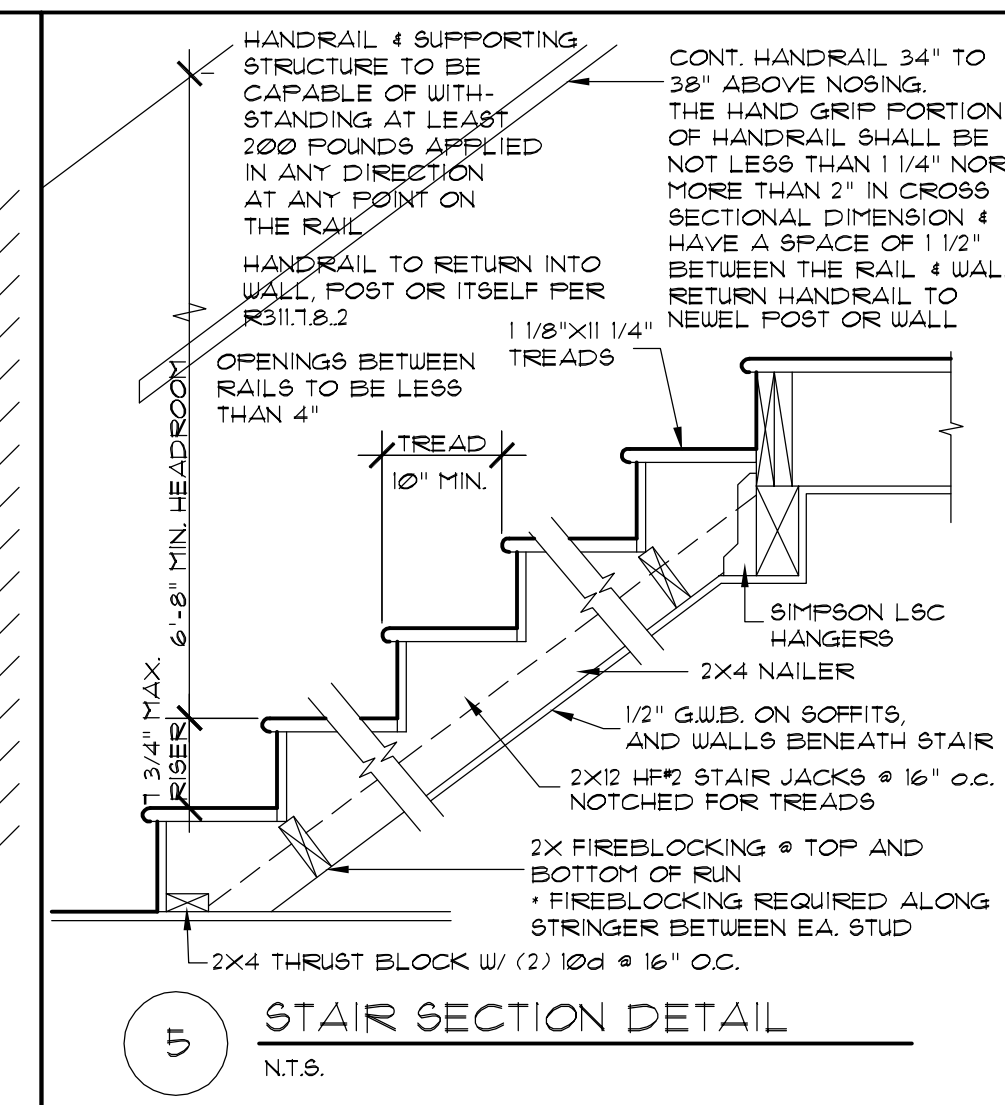 HANDRAIL & SUPPORTING
STRUCTURE TO BE
CAPABLE OF WITH-
STANDING AT LEAST
200 POUNDS APPLIED
IN ANY DIRECTION
AT ANY POINT ON
THE RAIL
HANDRAIL TO RETURN INTO
WALL, POST OR ITSELF PER
R311.7.8.2
OPENINGS BETWEEN
RAILS TO BE LESS
THAN 4"
CONT. HANDRAIL 34" TO
38" ABOVE NOSING.
THE HAND GRIP PORTION
OF HANDRAIL SHALL BE
NOT LESS THAN 1 1/4" NOR
MORE THAN 2" IN CROSS
SECTIONAL DIMENSION &
HAVE A SPACE OF 1 1/2"
BETWEEN THE RAIL & WAL
RETURN HANDRAIL TO
NEWEL POST OR WALL
1 1/8"X11 1/4"
TREADS
TREAD
10" MIN.
6'-8" MIN. HEADROOM
7 3/4" MAX.
RISER
SIMPSON LSC
HANGERS
2X4 NAILER
1/2" G.W.B. ON SOFFITS,
AND WALLS BENEATH STAIR
2X12 HF#2 STAIR JACKS @ 16" o.c.
NOTCHED FOR TREADS
2X FIREBLOCKING @ TOP AND
BOTTOM OF RUN
* FIREBLOCKING REQUIRED ALONG
STRINGER BETWEEN EA. STUD
2X4 THRUST BLOCK W/ (2) 10d @ 16" O.C.
5
STAIR SECTION DETAIL
N.T.S.